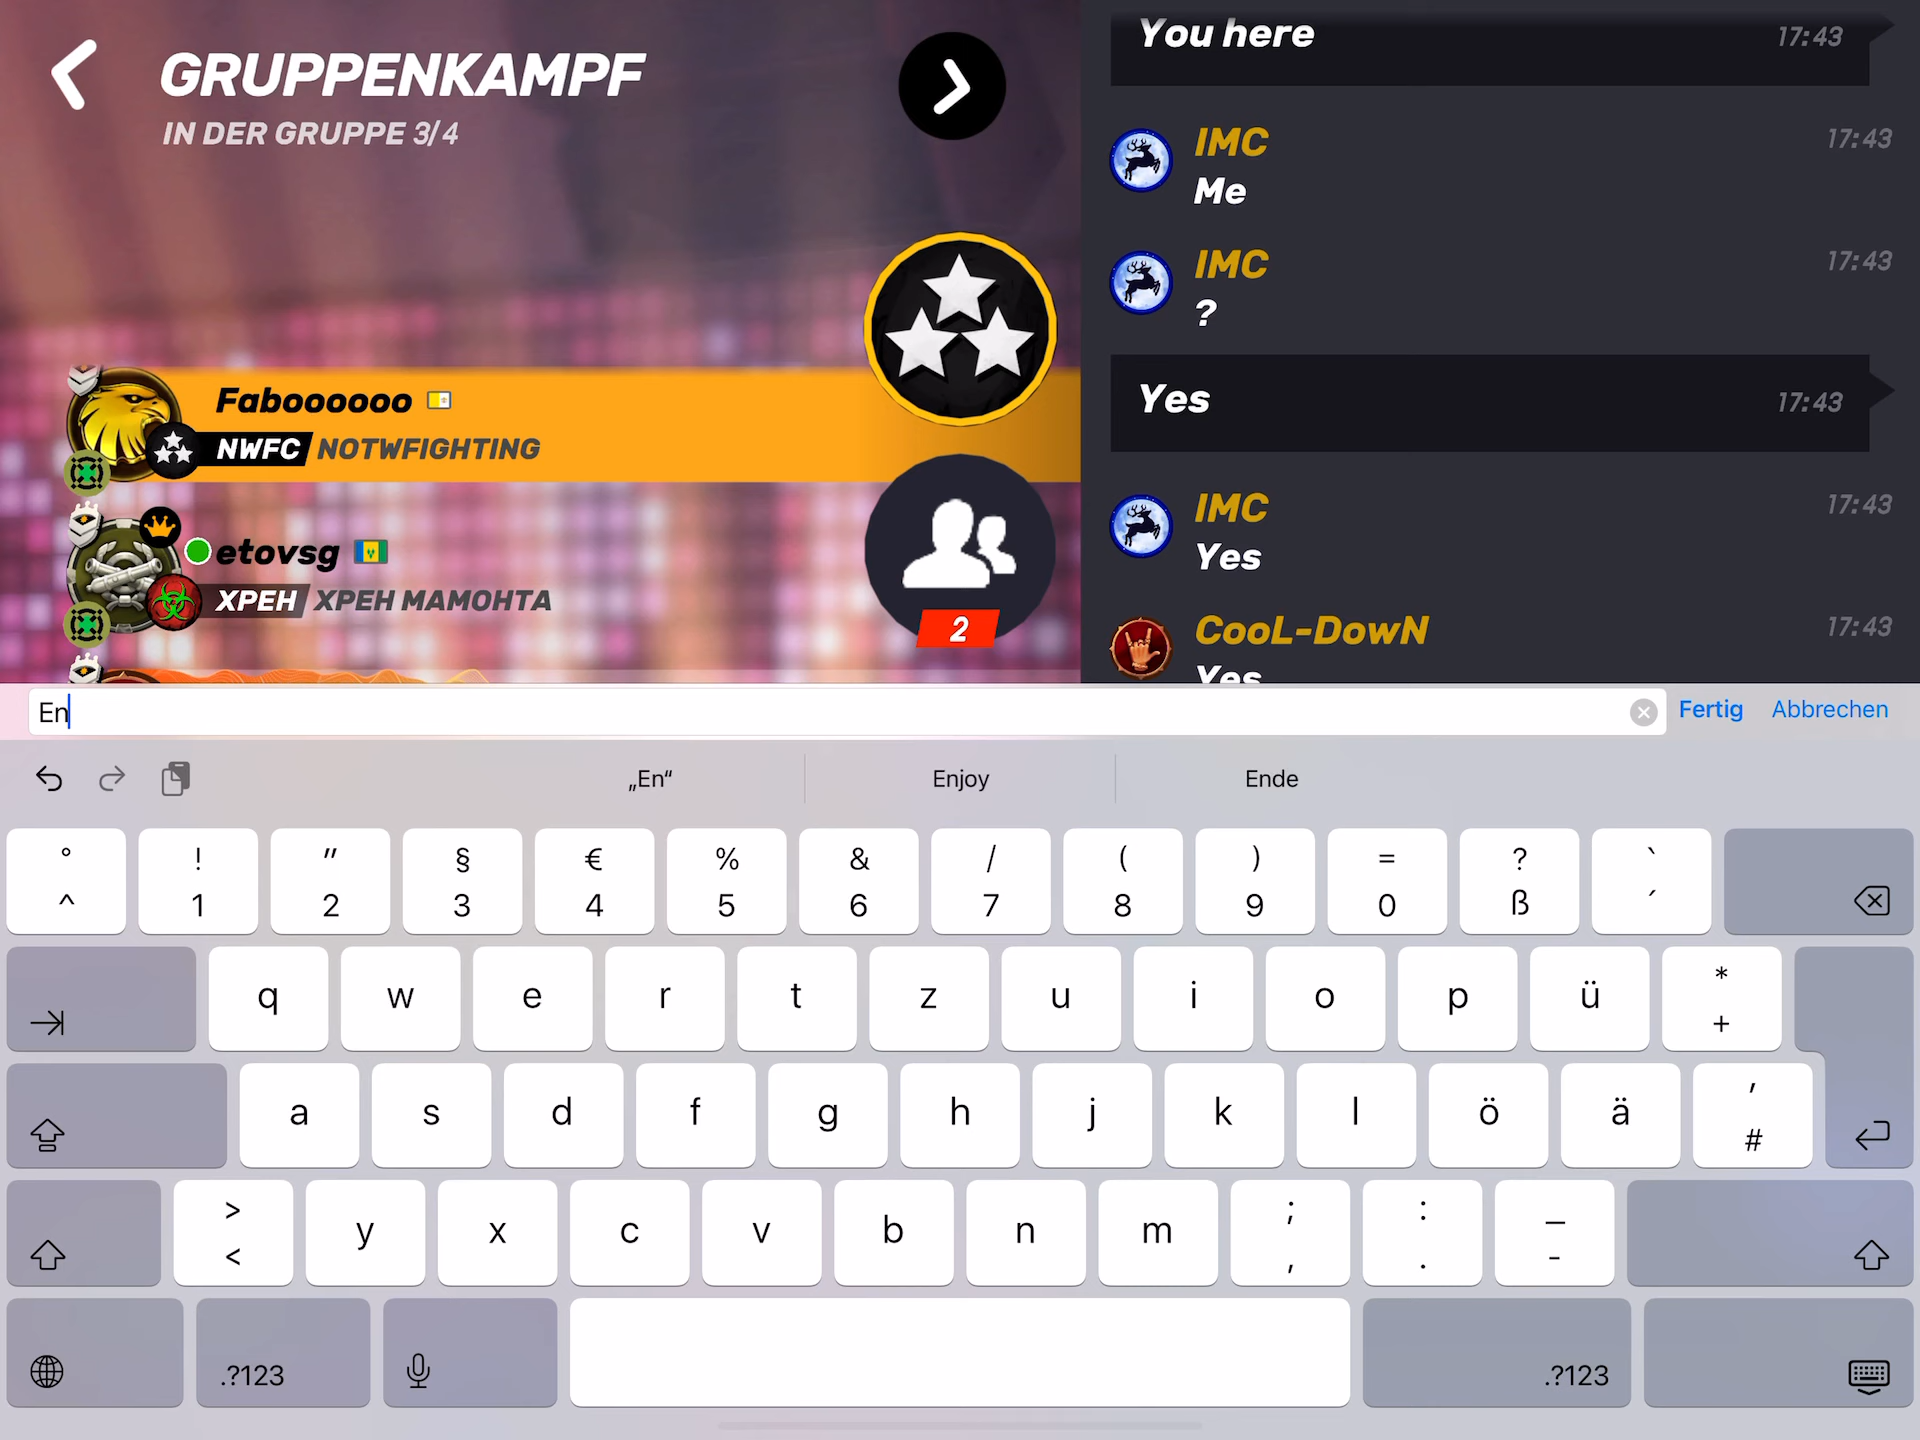 GRUPPENKAMPF
IN DER GRUPPE 3/4
Faboooooo
NWFC NOTWFIGHTING
etovsg
XPEH XPEH MAMOHTA
2
You here 17:43
IMC 17:43
Me
IMC 17:43
?
Yes 17:43
IMC 17:43
Yes
CooL-DowN 17:43
Yes
En
Fertig Abbrechen
„En“ Enjoy Ende
° ! " § € % & / ( ) = ? `
^ 1 2 3 4 5 6 7 8 9 0 ß ´
q w e r t z u i o p ü * +
a s d f g h j k l ö ä ' #
> < y x c v b n m ; , : . _ -
.?123 .?123